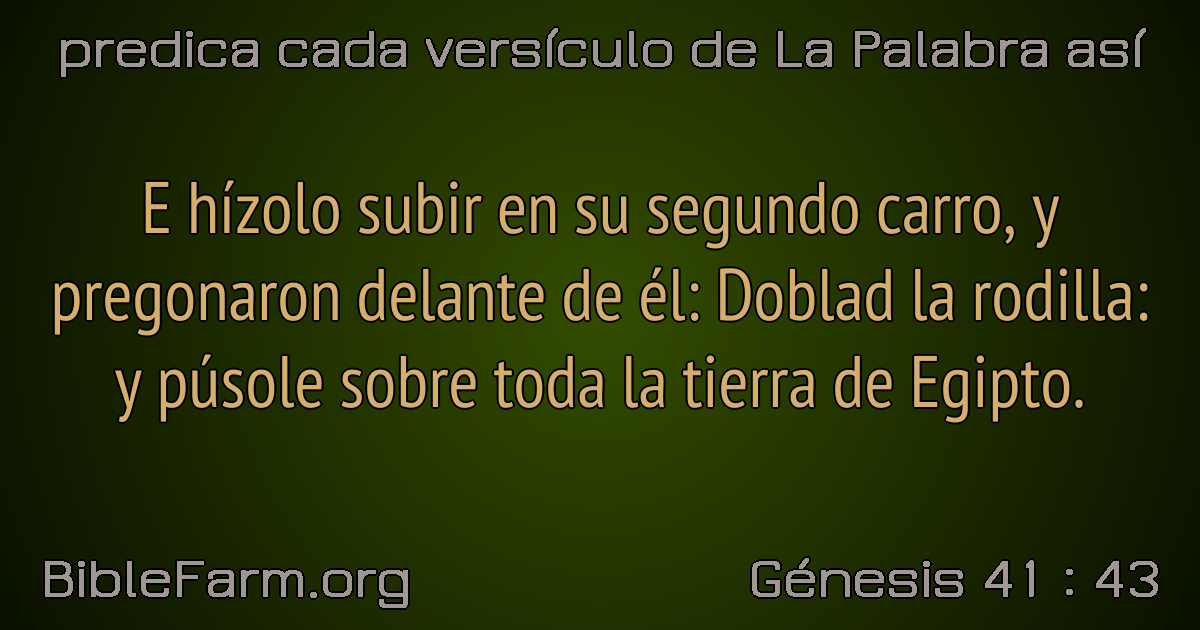 predica cada versículo de La Palabra así
E hízolo subir en su segundo carro, y
pregonaron delante de él: Doblad la rodilla:
y púsole sobre toda la tierra de Egipto.
BibleFarm.org
Génesis 41 : 43